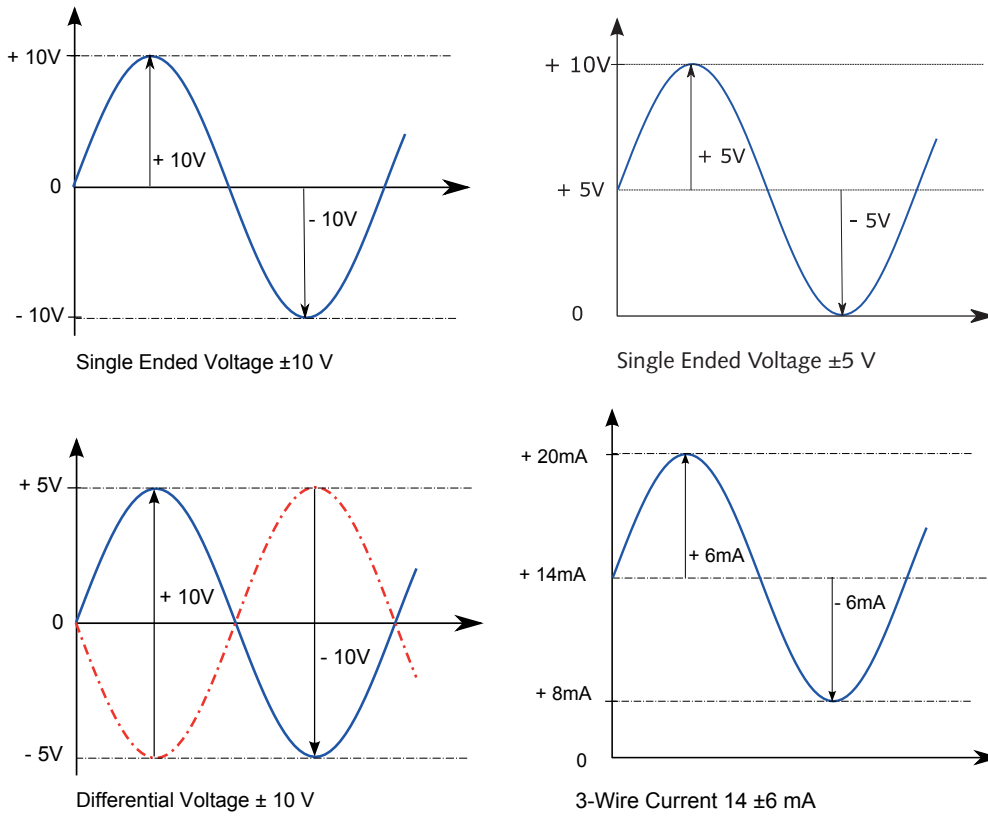 + 10V
+ 10V
0
- 10V
- 10V
Single Ended Voltage ±10 V
+ 10V
+ 5V
+ 5V
- 5V
0
Single Ended Voltage ±5 V
+ 5V
+ 10V
0
- 10V
- 5V
Differential Voltage ± 10 V
+ 20mA
+ 6mA
+ 14mA
- 6mA
+ 8mA
0
3-Wire Current 14 ±6 mA